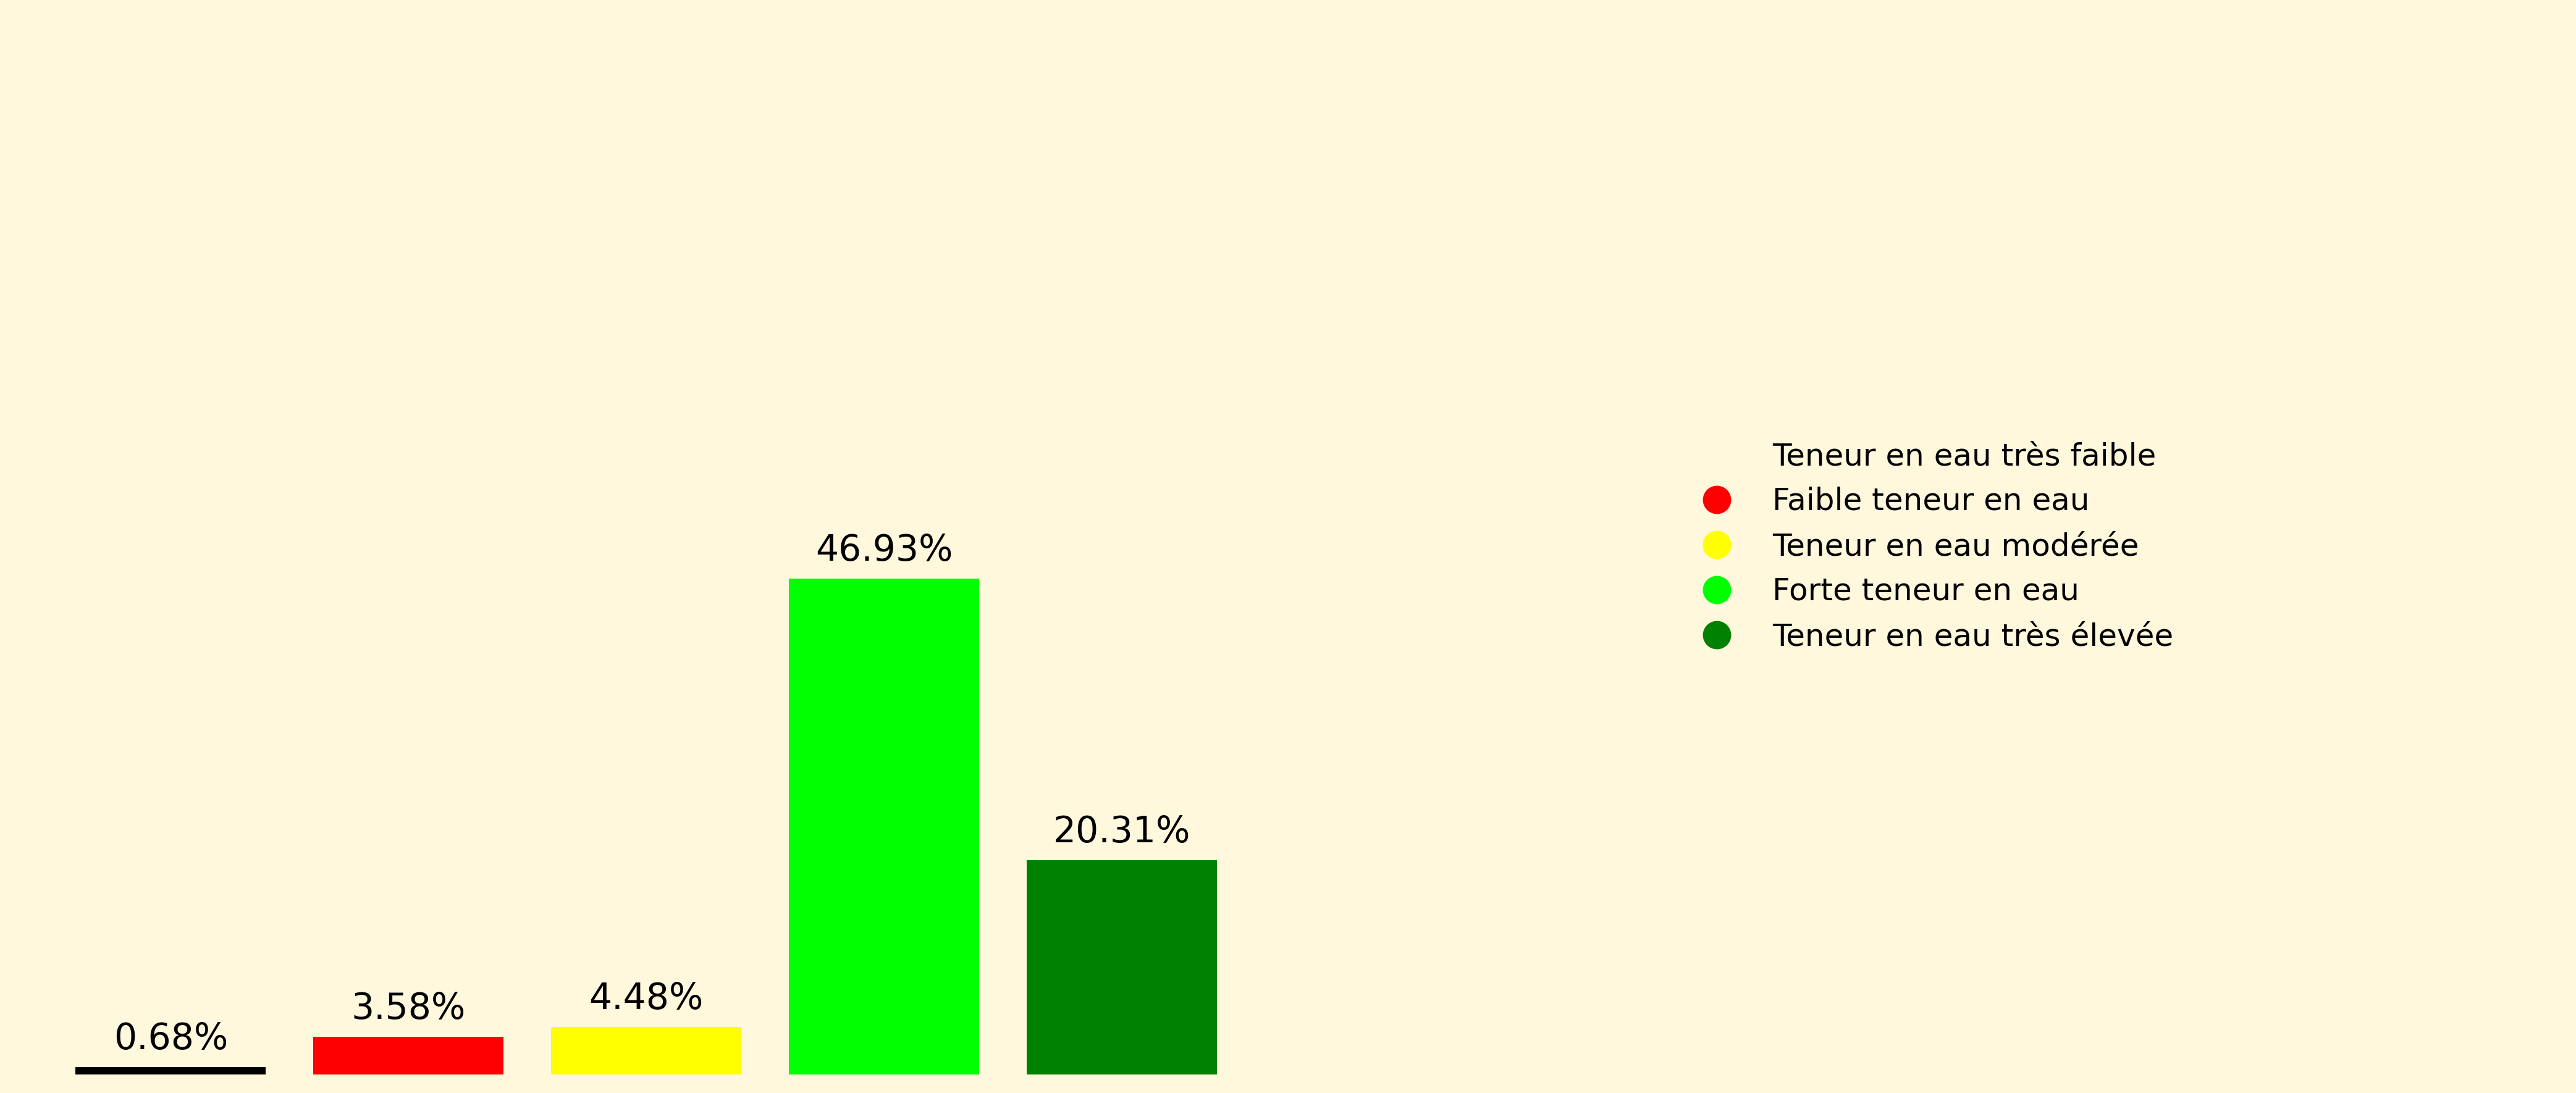 Teneur en eau très faible
Faible teneur en eau
Teneur en eau modérée
Forte teneur en eau
Teneur en eau très élevée
46.93%
20.31%
4.48%
3.58%
0.68%